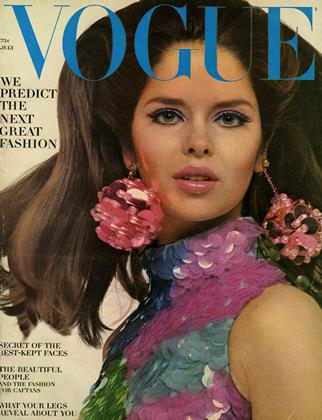 VOGUE
75¢
JULY
WE
PREDICT
THE
NEXT
GREAT
FASHION
SECRET OF THE
BEST-KEPT FACES
THE BEAUTIFUL
PEOPLE
AND THE FASHION
FOR CAFTANS
WHAT YOUR LEGS
REVEAL ABOUT YOU